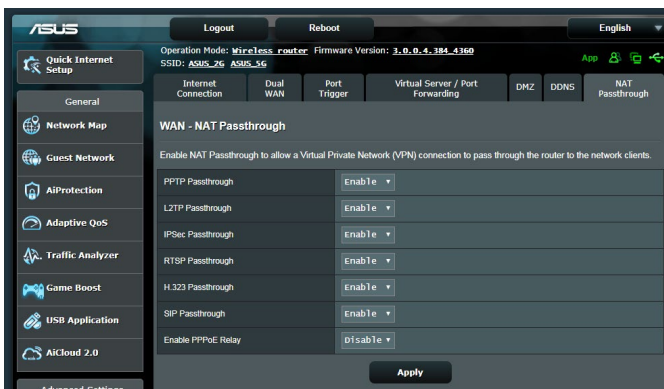 ASUS
Logout
Reboot
English
Quick Internet
Setup
Operation Mode: Wireless router Firmware Version: 3.0.0.4.384_4360
SSID: ASUS_2G ASUS_5G
App
General
Network Map
Guest Network
AiProtection
Adaptive QoS
Traffic Analyzer
Game Boost
USB Application
AiCloud 2.0
Advanced Settings
Internet
Connection
Dual
WAN
Port
Trigger
Virtual Server / Port
Forwarding
DMZ
DDNS
NAT
Passthrough
WAN - NAT Passthrough
Enable NAT Passthrough to allow a Virtual Private Network (VPN) connection to pass through the router to the network clients.
PPTP Passthrough Enable
L2TP Passthrough Enable
IPSec Passthrough Enable
RTSP Passthrough Enable
H.323 Passthrough Enable
SIP Passthrough Enable
Enable PPPoE Relay Disable
Apply